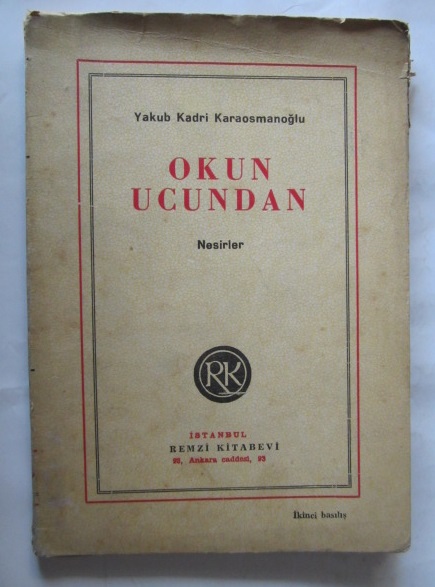 Yakub Kadri Karaosmanoğlu
OKUN
UCUNDAN
Nesirler
RK
İSTANBUL
REMZİ KİTABEVİ
93, Ankara caddesi, 93
İkinci basılış